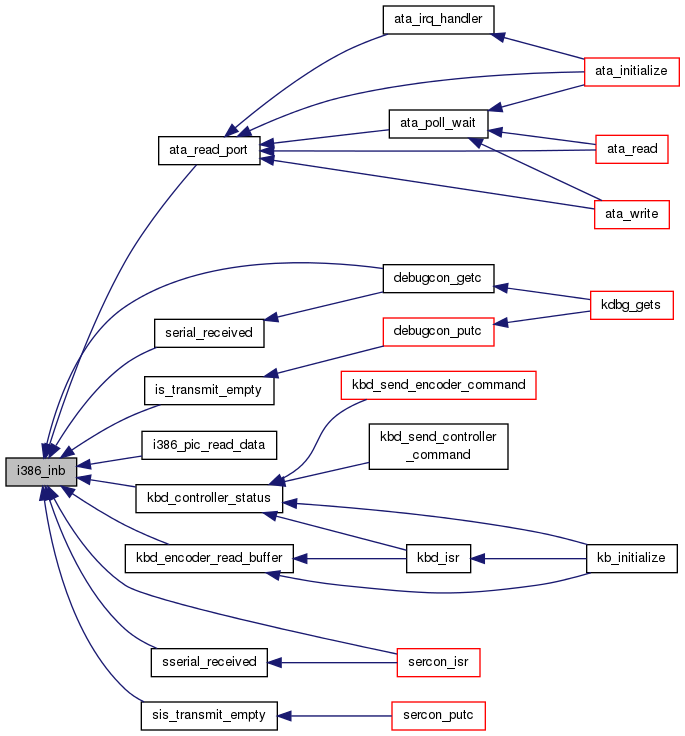 ata_irq_handler
ata_initialize
ata_poll_wait
ata_read_port
ata_read
ata_write
debugcon_getc
kdbg_gets
serial_received
debugcon_putc
is_transmit_empty
kbd_send_encoder_command
i386_pic_read_data
kbd_send_controller
_command
i386_inb
kbd_controller_status
kbd_encoder_read_buffer
kbd_isr
kb_initialize
sserial_received
sercon_isr
sis_transmit_empty
sercon_putc